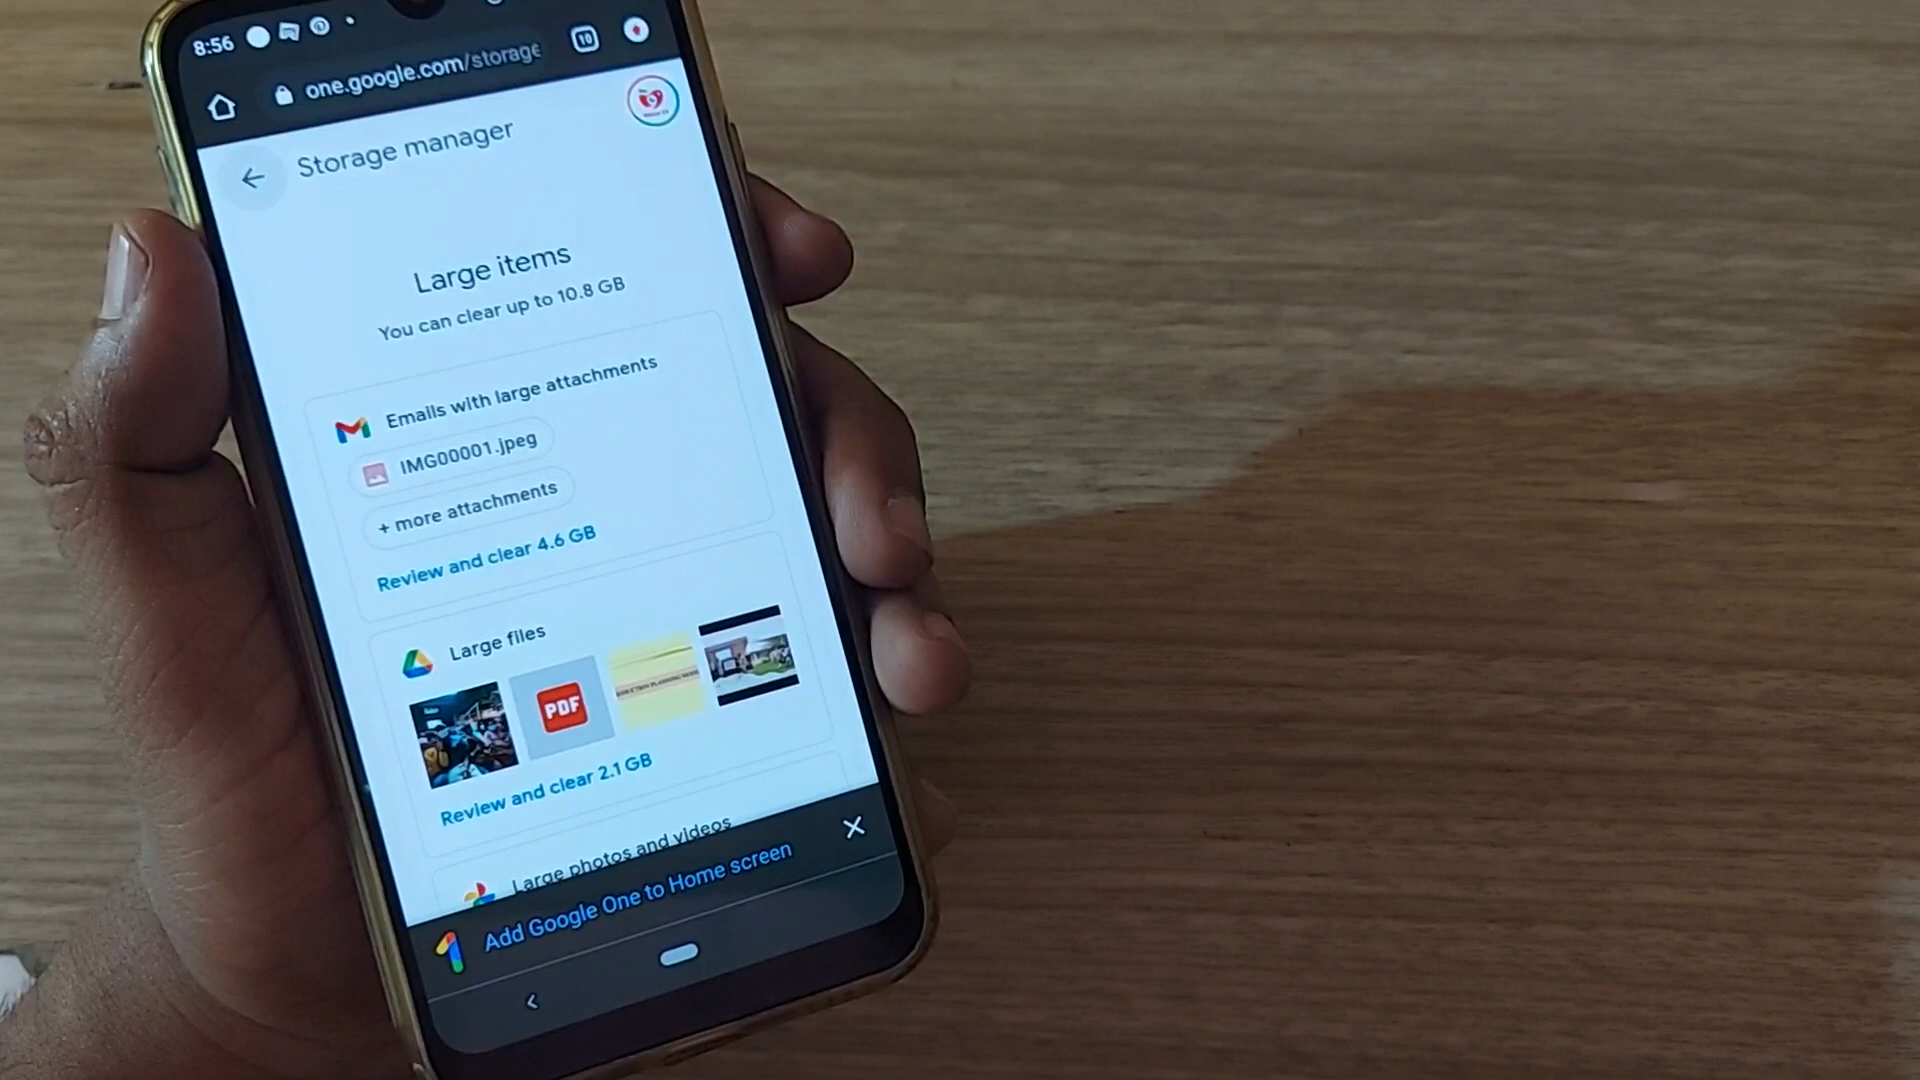 8:56
one.google.com/storage
10
Storage manager
Large items
You can clear up to 10.8 GB
Emails with large attachments
IMG00001.jpeg
+ more attachments
Review and clear 4.6 GB
Large files
PDF
Review and clear 2.1 GB
Large photos and videos
Add Google One to Home screen